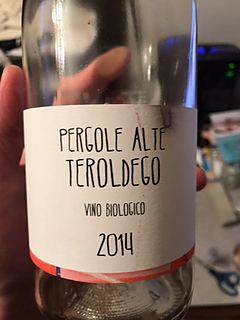 PERGOLE ALTE
TEROLDEGO
VINO BIOLOGICO
2014